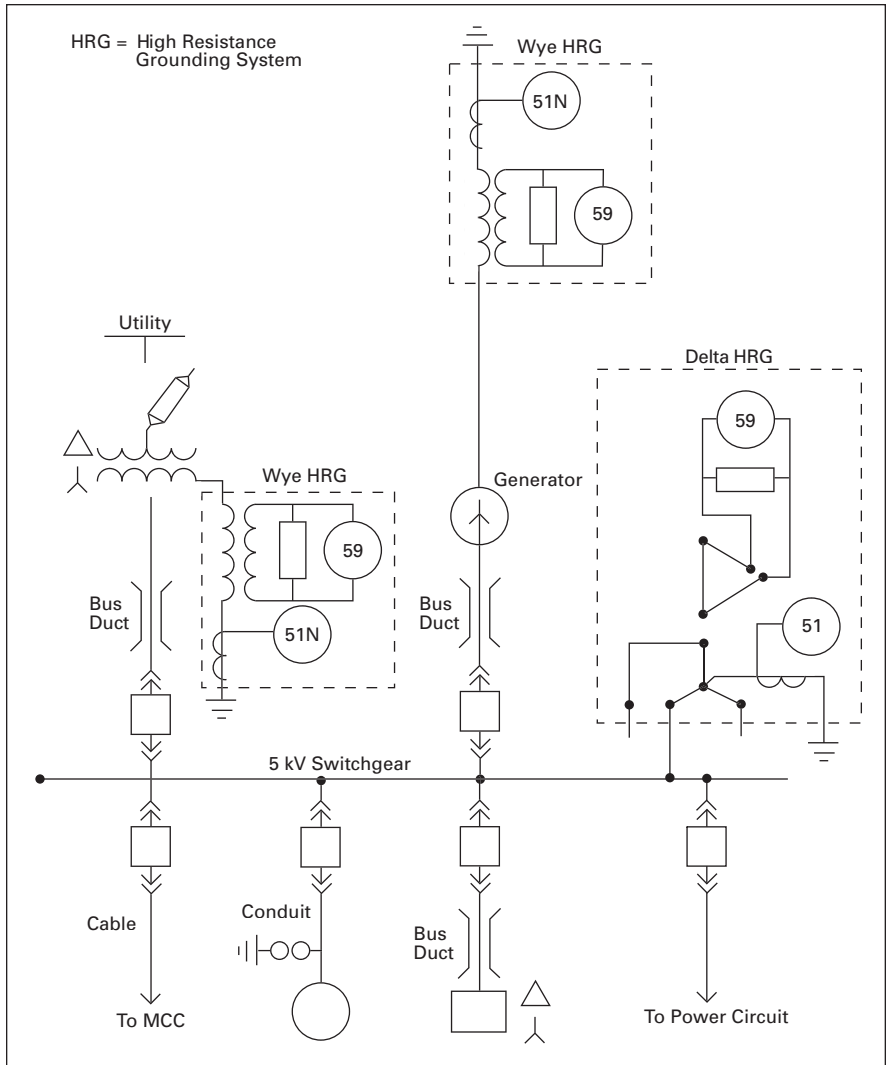 HRG = High Resistance
Grounding System
Wye HRG
51N
59
Utility
Delta HRG
59
Wye HRG
Generator
59
51N
51
Bus
Duct
Bus
Duct
5 kV Switchgear
Cable
Conduit
Bus
Duct
To MCC
To Power Circuit